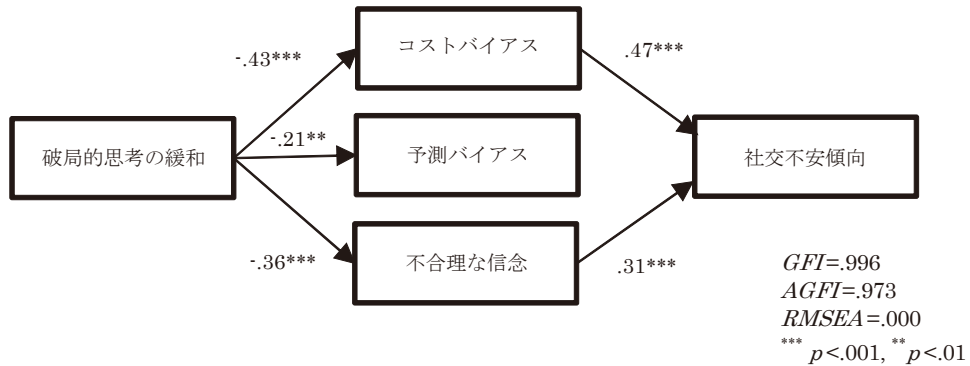 コストバイアス
-.43***
.47***
破局的思考の緩和
-.21**
予測バイアス
社交不安傾向
-.36***
不合理な信念
.31***
GFI=.996
AGFI=.973
RMSEA=.000
*** p<.001, **p<.01